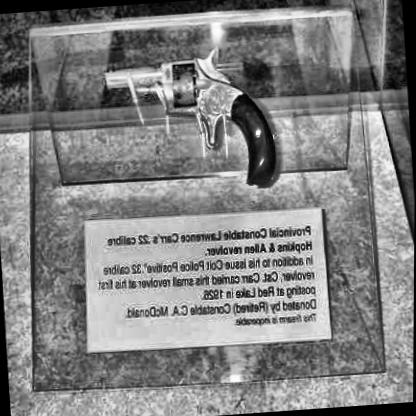 Provincial Constable Lawrence Carr's .22 calibre
Hopkins & Allen revolver.
In addition to his issue Colt Police Positive ".32 calibre
revolver, Cst. Carr carried this small revolver at his first
posting at Red Lake in 1926.
Donated by (Retired) Constable C.A. McDonald.
This firearm is inoperable.